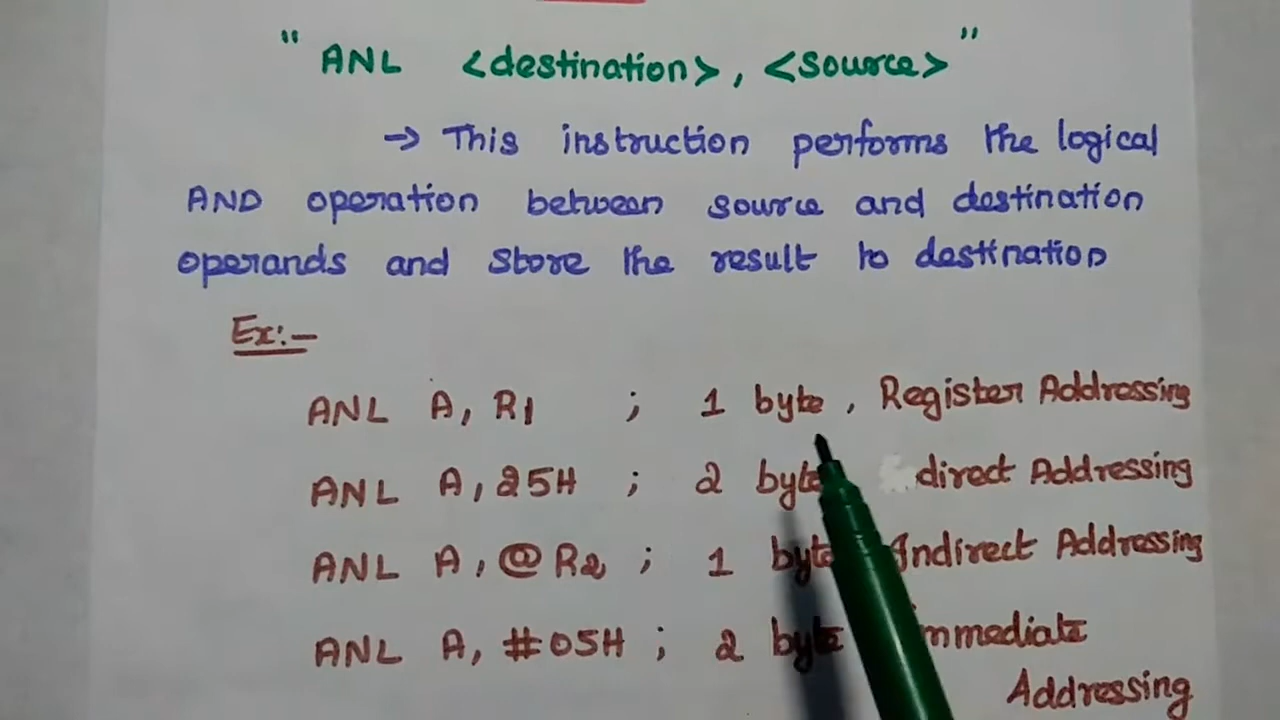 "ANL <destination>, <source>"
→ This instruction performs the logical
AND operation between source and destination
operands and store the result to destination
Ex:-
ANL A, R1 ; 1 byte, Register Addressing
ANL A, 25H ; 2 byte direct Addressing
ANL A, @R2 ; 1 byte Indirect Addressing
ANL A, #05H ; 2 byte immediate
Addressing